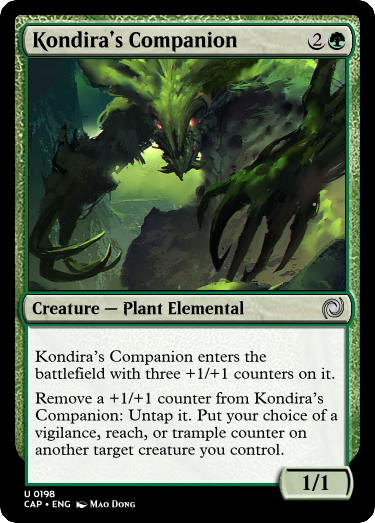 Kondira's Companion 2
Creature — Plant Elemental
Kondira's Companion enters the
battlefield with three +1/+1 counters on it.
Remove a +1/+1 counter from Kondira's
Companion: Untap it. Put your choice of a
vigilance, reach, or trample counter on
another target creature you control.
1/1
U 0198
CAP • ENG Mao Dong